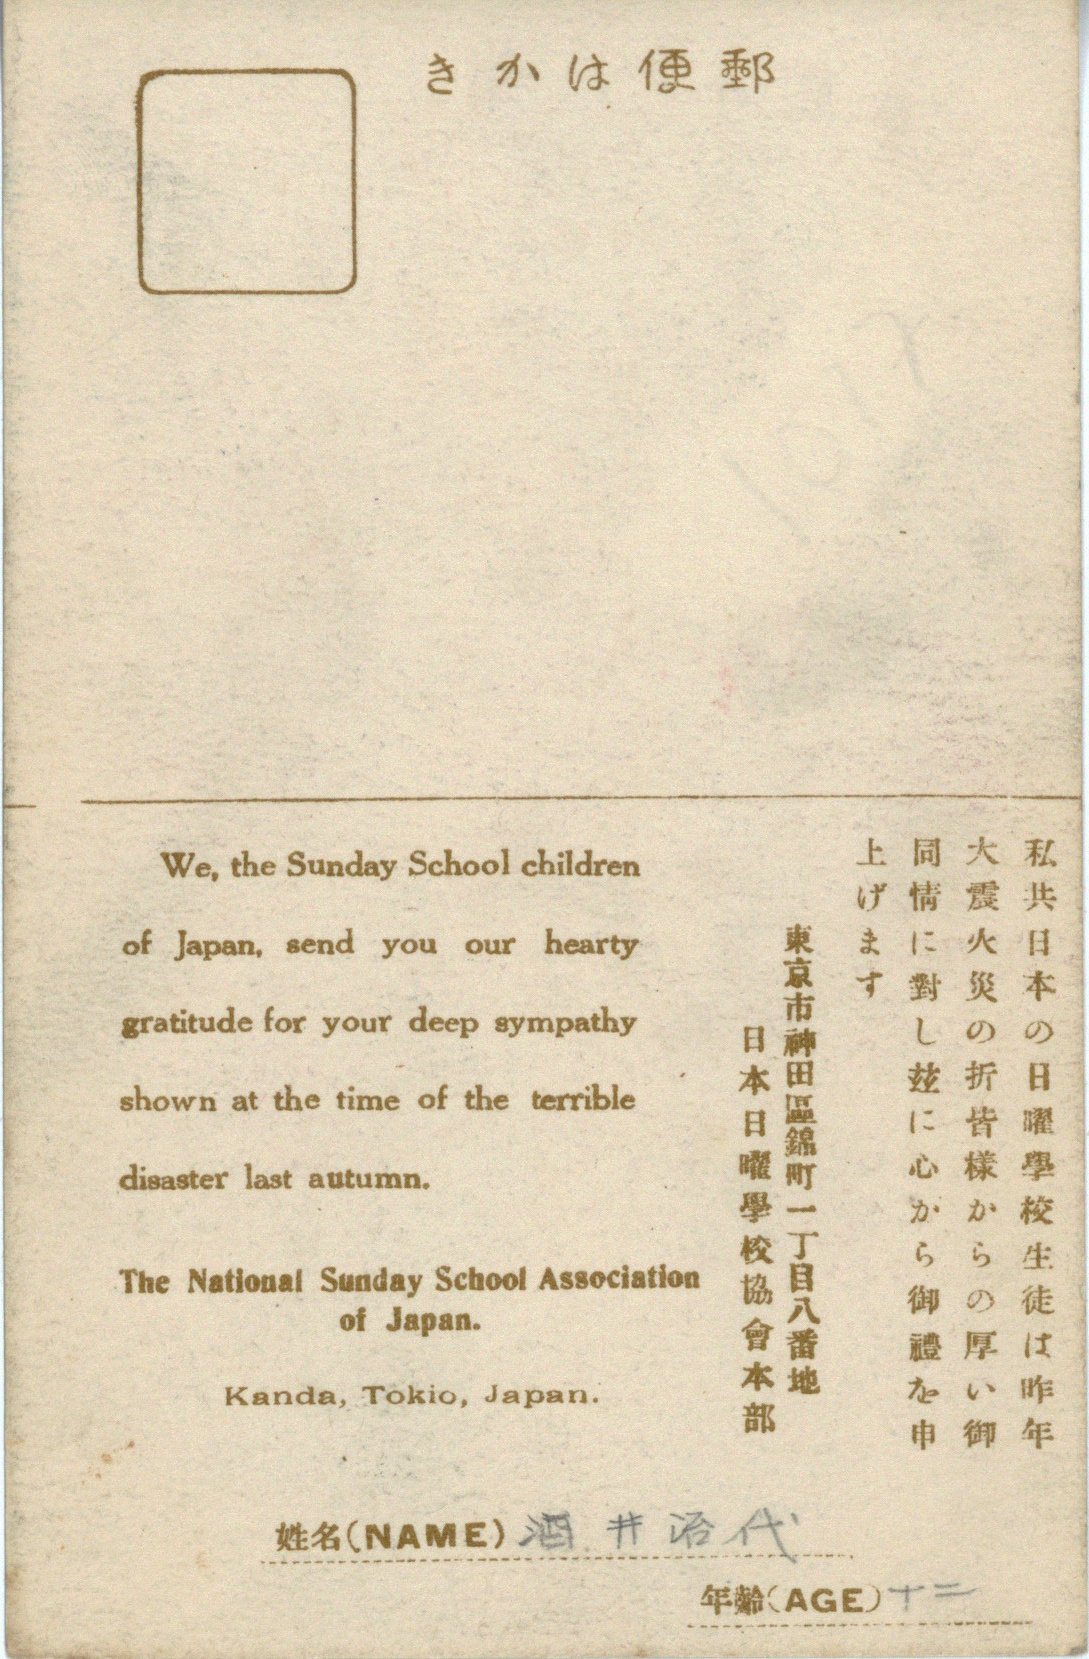 きかは便郵
私共日本の日曜學校生徒は昨年
大震火災の折皆樣からの厚い御
同情に對し玆に心から御禮を申
上げます
東京市神田區錦町一丁目八番地
日本日曜學校協會本部
We, the Sunday School children
of Japan, send you our hearty
gratitude for your deep sympathy
shown at the time of the terrible
disaster last autumn.
The National Sunday School Association
of Japan.
Kanda, Tokio, Japan.
姓名(NAME) 酒井治代
年齡(AGE) 十二